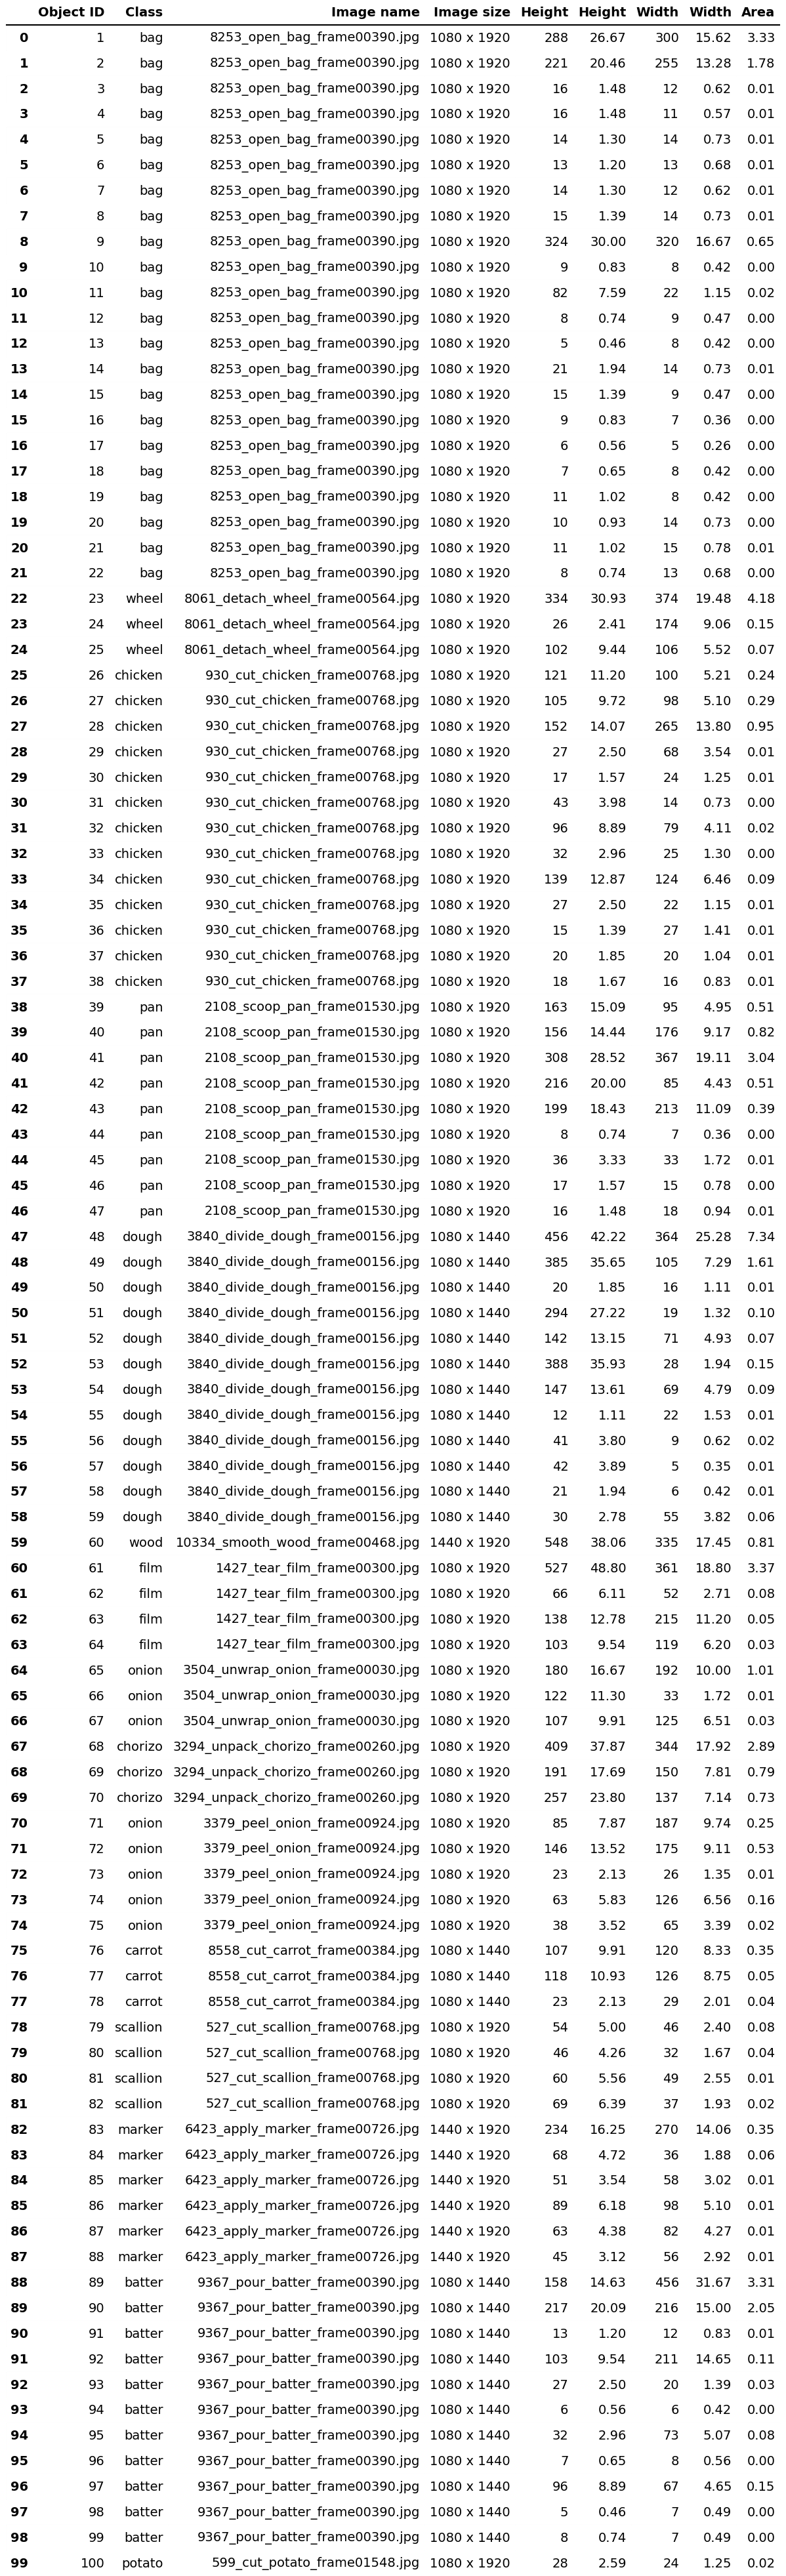 Object ID Class Image name Image size Height Height Width Width Area
0 1 bag 8253_open_bag_frame00390.jpg 1080 x 1920 288 26.67 300 15.62 3.33
1 2 bag 8253_open_bag_frame00390.jpg 1080 x 1920 221 20.46 255 13.28 1.78
2 3 bag 8253_open_bag_frame00390.jpg 1080 x 1920 16 1.48 12 0.62 0.01
3 4 bag 8253_open_bag_frame00390.jpg 1080 x 1920 16 1.48 11 0.57 0.01
4 5 bag 8253_open_bag_frame00390.jpg 1080 x 1920 14 1.30 14 0.73 0.01
5 6 bag 8253_open_bag_frame00390.jpg 1080 x 1920 13 1.20 13 0.68 0.01
6 7 bag 8253_open_bag_frame00390.jpg 1080 x 1920 14 1.30 12 0.62 0.01
7 8 bag 8253_open_bag_frame00390.jpg 1080 x 1920 15 1.39 14 0.73 0.01
8 9 bag 8253_open_bag_frame00390.jpg 1080 x 1920 324 30.00 320 16.67 0.65
9 10 bag 8253_open_bag_frame00390.jpg 1080 x 1920 9 0.83 8 0.42 0.00
10 11 bag 8253_open_bag_frame00390.jpg 1080 x 1920 82 7.59 22 1.15 0.02
11 12 bag 8253_open_bag_frame00390.jpg 1080 x 1920 8 0.74 9 0.47 0.00
12 13 bag 8253_open_bag_frame00390.jpg 1080 x 1920 5 0.46 8 0.42 0.00
13 14 bag 8253_open_bag_frame00390.jpg 1080 x 1920 21 1.94 14 0.73 0.01
14 15 bag 8253_open_bag_frame00390.jpg 1080 x 1920 15 1.39 9 0.47 0.00
15 16 bag 8253_open_bag_frame00390.jpg 1080 x 1920 9 0.83 7 0.36 0.00
16 17 bag 8253_open_bag_frame00390.jpg 1080 x 1920 6 0.56 5 0.26 0.00
17 18 bag 8253_open_bag_frame00390.jpg 1080 x 1920 7 0.65 8 0.42 0.00
18 19 bag 8253_open_bag_frame00390.jpg 1080 x 1920 11 1.02 8 0.42 0.00
19 20 bag 8253_open_bag_frame00390.jpg 1080 x 1920 10 0.93 14 0.73 0.00
20 21 bag 8253_open_bag_frame00390.jpg 1080 x 1920 11 1.02 15 0.78 0.01
21 22 bag 8253_open_bag_frame00390.jpg 1080 x 1920 8 0.74 13 0.68 0.00
22 23 wheel 8061_detach_wheel_frame00564.jpg 1080 x 1920 334 30.93 374 19.48 4.18
23 24 wheel 8061_detach_wheel_frame00564.jpg 1080 x 1920 26 2.41 174 9.06 0.15
24 25 wheel 8061_detach_wheel_frame00564.jpg 1080 x 1920 102 9.44 106 5.52 0.07
25 26 chicken 930_cut_chicken_frame00768.jpg 1080 x 1920 121 11.20 100 5.21 0.24
26 27 chicken 930_cut_chicken_frame00768.jpg 1080 x 1920 105 9.72 98 5.10 0.29
27 28 chicken 930_cut_chicken_frame00768.jpg 1080 x 1920 152 14.07 265 13.80 0.95
28 29 chicken 930_cut_chicken_frame00768.jpg 1080 x 1920 27 2.50 68 3.54 0.01
29 30 chicken 930_cut_chicken_frame00768.jpg 1080 x 1920 17 1.57 24 1.25 0.01
30 31 chicken 930_cut_chicken_frame00768.jpg 1080 x 1920 43 3.98 14 0.73 0.00
31 32 chicken 930_cut_chicken_frame00768.jpg 1080 x 1920 96 8.89 79 4.11 0.02
32 33 chicken 930_cut_chicken_frame00768.jpg 1080 x 1920 32 2.96 25 1.30 0.00
33 34 chicken 930_cut_chicken_frame00768.jpg 1080 x 1920 139 12.87 124 6.46 0.09
34 35 chicken 930_cut_chicken_frame00768.jpg 1080 x 1920 27 2.50 22 1.15 0.01
35 36 chicken 930_cut_chicken_frame00768.jpg 1080 x 1920 15 1.39 27 1.41 0.01
36 37 chicken 930_cut_chicken_frame00768.jpg 1080 x 1920 20 1.85 20 1.04 0.01
37 38 chicken 930_cut_chicken_frame00768.jpg 1080 x 1920 18 1.67 16 0.83 0.01
38 39 pan 2108_scoop_pan_frame01530.jpg 1080 x 1920 163 15.09 95 4.95 0.51
39 40 pan 2108_scoop_pan_frame01530.jpg 1080 x 1920 156 14.44 176 9.17 0.82
40 41 pan 2108_scoop_pan_frame01530.jpg 1080 x 1920 308 28.52 367 19.11 3.04
41 42 pan 2108_scoop_pan_frame01530.jpg 1080 x 1920 216 20.00 85 4.43 0.51
42 43 pan 2108_scoop_pan_frame01530.jpg 1080 x 1920 199 18.43 213 11.09 0.39
43 44 pan 2108_scoop_pan_frame01530.jpg 1080 x 1920 8 0.74 7 0.36 0.00
44 45 pan 2108_scoop_pan_frame01530.jpg 1080 x 1920 36 3.33 33 1.72 0.01
45 46 pan 2108_scoop_pan_frame01530.jpg 1080 x 1920 17 1.57 15 0.78 0.00
46 47 pan 2108_scoop_pan_frame01530.jpg 1080 x 1920 16 1.48 18 0.94 0.01
47 48 dough 3840_divide_dough_frame00156.jpg 1080 x 1440 456 42.22 364 25.28 7.34
48 49 dough 3840_divide_dough_frame00156.jpg 1080 x 1440 385 35.65 105 7.29 1.61
49 50 dough 3840_divide_dough_frame00156.jpg 1080 x 1440 20 1.85 16 1.11 0.01
50 51 dough 3840_divide_dough_frame00156.jpg 1080 x 1440 294 27.22 19 1.32 0.10
51 52 dough 3840_divide_dough_frame00156.jpg 1080 x 1440 142 13.15 71 4.93 0.07
52 53 dough 3840_divide_dough_frame00156.jpg 1080 x 1440 388 35.93 28 1.94 0.15
53 54 dough 3840_divide_dough_frame00156.jpg 1080 x 1440 147 13.61 69 4.79 0.09
54 55 dough 3840_divide_dough_frame00156.jpg 1080 x 1440 12 1.11 22 1.53 0.01
55 56 dough 3840_divide_dough_frame00156.jpg 1080 x 1440 41 3.80 9 0.62 0.02
56 57 dough 3840_divide_dough_frame00156.jpg 1080 x 1440 42 3.89 5 0.35 0.01
57 58 dough 3840_divide_dough_frame00156.jpg 1080 x 1440 21 1.94 6 0.42 0.01
58 59 dough 3840_divide_dough_frame00156.jpg 1080 x 1440 30 2.78 55 3.82 0.06
59 60 wood 10334_smooth_wood_frame00468.jpg 1440 x 1920 548 38.06 335 17.45 0.81
60 61 film 1427_tear_film_frame00300.jpg 1080 x 1920 527 48.80 361 18.80 3.37
61 62 film 1427_tear_film_frame00300.jpg 1080 x 1920 66 6.11 52 2.71 0.08
62 63 film 1427_tear_film_frame00300.jpg 1080 x 1920 138 12.78 215 11.20 0.05
63 64 film 1427_tear_film_frame00300.jpg 1080 x 1920 103 9.54 119 6.20 0.03
64 65 onion 3504_unwrap_onion_frame00030.jpg 1080 x 1920 180 16.67 192 10.00 1.01
65 66 onion 3504_unwrap_onion_frame00030.jpg 1080 x 1920 122 11.30 33 1.72 0.01
66 67 onion 3504_unwrap_onion_frame00030.jpg 1080 x 1920 107 9.91 125 6.51 0.03
67 68 chorizo 3294_unpack_chorizo_frame00260.jpg 1080 x 1920 409 37.87 344 17.92 2.89
68 69 chorizo 3294_unpack_chorizo_frame00260.jpg 1080 x 1920 191 17.69 150 7.81 0.79
69 70 chorizo 3294_unpack_chorizo_frame00260.jpg 1080 x 1920 257 23.80 137 7.14 0.73
70 71 onion 3379_peel_onion_frame00924.jpg 1080 x 1920 85 7.87 187 9.74 0.25
71 72 onion 3379_peel_onion_frame00924.jpg 1080 x 1920 146 13.52 175 9.11 0.53
72 73 onion 3379_peel_onion_frame00924.jpg 1080 x 1920 23 2.13 26 1.35 0.01
73 74 onion 3379_peel_onion_frame00924.jpg 1080 x 1920 63 5.83 126 6.56 0.16
74 75 onion 3379_peel_onion_frame00924.jpg 1080 x 1920 38 3.52 65 3.39 0.02
75 76 carrot 8558_cut_carrot_frame00384.jpg 1080 x 1440 107 9.91 120 8.33 0.35
76 77 carrot 8558_cut_carrot_frame00384.jpg 1080 x 1440 118 10.93 126 8.75 0.05
77 78 carrot 8558_cut_carrot_frame00384.jpg 1080 x 1440 23 2.13 29 2.01 0.04
78 79 scallion 527_cut_scallion_frame00768.jpg 1080 x 1920 54 5.00 46 2.40 0.08
79 80 scallion 527_cut_scallion_frame00768.jpg 1080 x 1920 46 4.26 32 1.67 0.04
80 81 scallion 527_cut_scallion_frame00768.jpg 1080 x 1920 60 5.56 49 2.55 0.01
81 82 scallion 527_cut_scallion_frame00768.jpg 1080 x 1920 69 6.39 37 1.93 0.02
82 83 marker 6423_apply_marker_frame00726.jpg 1440 x 1920 234 16.25 270 14.06 0.35
83 84 marker 6423_apply_marker_frame00726.jpg 1440 x 1920 68 4.72 36 1.88 0.06
84 85 marker 6423_apply_marker_frame00726.jpg 1440 x 1920 51 3.54 58 3.02 0.01
85 86 marker 6423_apply_marker_frame00726.jpg 1440 x 1920 89 6.18 98 5.10 0.01
86 87 marker 6423_apply_marker_frame00726.jpg 1440 x 1920 63 4.38 82 4.27 0.01
87 88 marker 6423_apply_marker_frame00726.jpg 1440 x 1920 45 3.12 56 2.92 0.01
88 89 batter 9367_pour_batter_frame00390.jpg 1080 x 1440 158 14.63 456 31.67 3.31
89 90 batter 9367_pour_batter_frame00390.jpg 1080 x 1440 217 20.09 216 15.00 2.05
90 91 batter 9367_pour_batter_frame00390.jpg 1080 x 1440 13 1.20 12 0.83 0.01
91 92 batter 9367_pour_batter_frame00390.jpg 1080 x 1440 103 9.54 211 14.65 0.11
92 93 batter 9367_pour_batter_frame00390.jpg 1080 x 1440 27 2.50 20 1.39 0.03
93 94 batter 9367_pour_batter_frame00390.jpg 1080 x 1440 6 0.56 6 0.42 0.00
94 95 batter 9367_pour_batter_frame00390.jpg 1080 x 1440 32 2.96 73 5.07 0.08
95 96 batter 9367_pour_batter_frame00390.jpg 1080 x 1440 7 0.65 8 0.56 0.00
96 97 batter 9367_pour_batter_frame00390.jpg 1080 x 1440 96 8.89 67 4.65 0.15
97 98 batter 9367_pour_batter_frame00390.jpg 1080 x 1440 5 0.46 7 0.49 0.00
98 99 batter 9367_pour_batter_frame00390.jpg 1080 x 1440 8 0.74 7 0.49 0.00
99 100 potato 599_cut_potato_frame01548.jpg 1080 x 1920 28 2.59 24 1.25 0.02